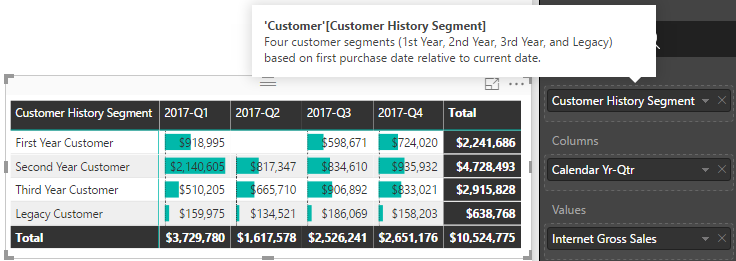 'Customer'[Customer History Segment]
Four customer segments (1st Year, 2nd Year, 3rd Year, and Legacy)
based on first purchase date relative to current date.
Customer History Segment 2017-Q1 2017-Q2 2017-Q3 2017-Q4 Total
First Year Customer $918,995 $598,671 $724,020 $2,241,686
Second Year Customer $2,140,605 $817,347 $834,610 $935,932 $4,728,493
Third Year Customer $510,205 $665,710 $906,892 $833,021 $2,915,828
Legacy Customer $159,975 $134,521 $186,069 $158,203 $638,768
Total $3,729,780 $1,617,578 $2,526,241 $2,651,176 $10,524,775
Customer History Segment
Columns
Calendar Yr-Qtr
Values
Internet Gross Sales